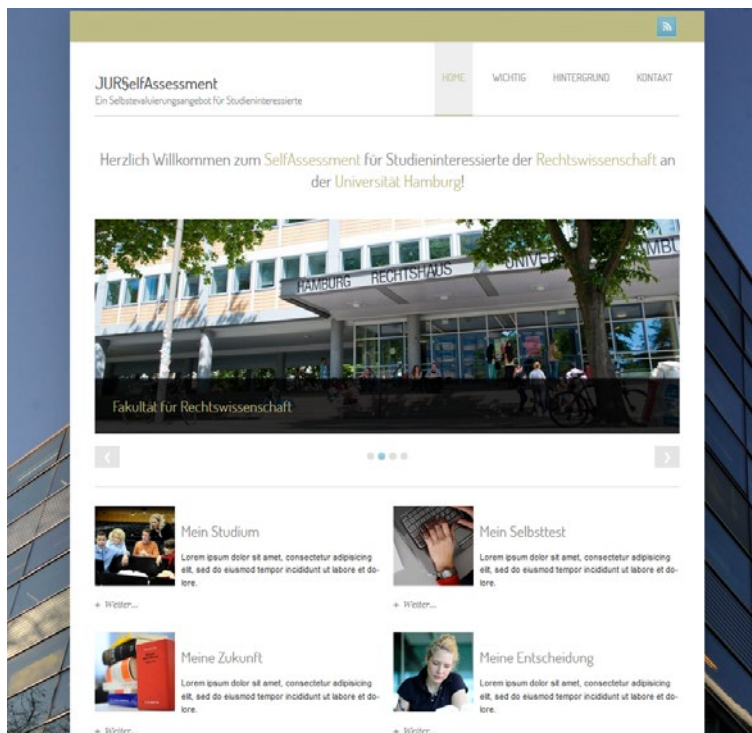 JURSelfAssessment
Ein Selbstevaluierungsangebot für Studieninteressierte
HOME
WICHTIG
HINTERGRUND
KONTAKT
Herzlich Willkommen zum SelfAssessment für Studieninteressierte der Rechtswissenschaft an
der Universität Hamburg!
HAMBURG RECHTSHAUS
Fakultät für Rechtswissenschaft
Mein Studium
Lorem ipsum dolor sit amet, consectetur adipisicing
elit, sed do eiusmod tempor incididunt ut labore et do-
lore.
+ Weiter...
Mein Selbsttest
Lorem ipsum dolor sit amet, consectetur adipisicing
elit, sed do eiusmod tempor incididunt ut labore et do-
lore.
+ Weiter...
Meine Zukunft
Lorem ipsum dolor sit amet, consectetur adipisicing
elit, sed do eiusmod tempor incididunt ut labore et do-
lore.
+ Weiter...
Meine Entscheidung
Lorem ipsum dolor sit amet, consectetur adipisicing
elit, sed do eiusmod tempor incididunt ut labore et do-
lore.
+ Weiter...